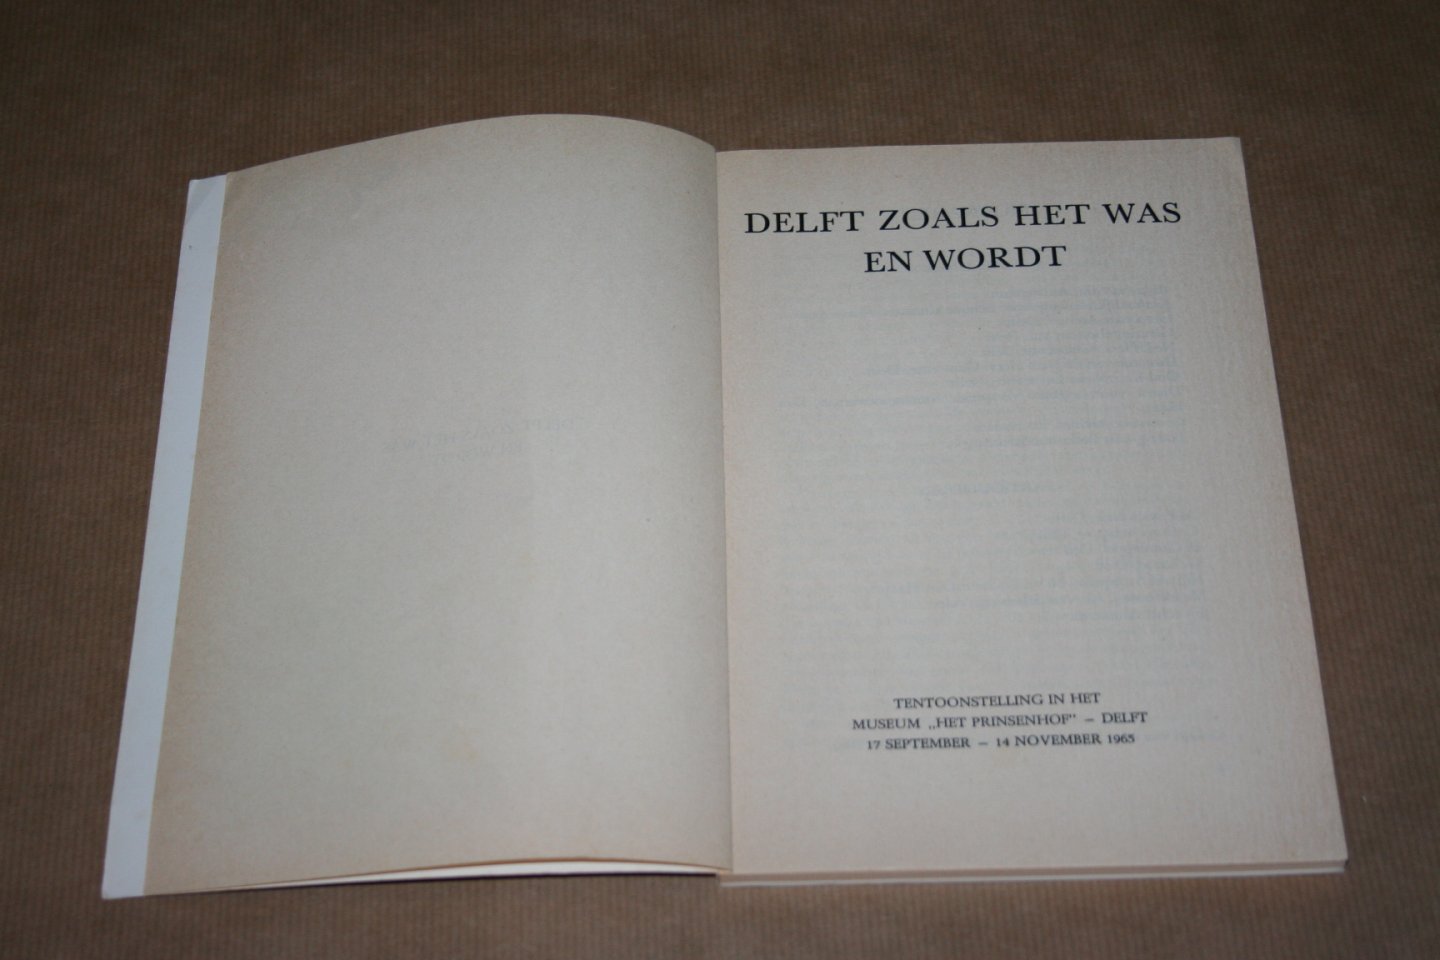 DELFT ZOALS HET WAS
EN WORDT
TENTOONSTELLING IN HET
MUSEUM „HET PRINSENHOF” – DELFT
17 SEPTEMBER – 14 NOVEMBER 1965